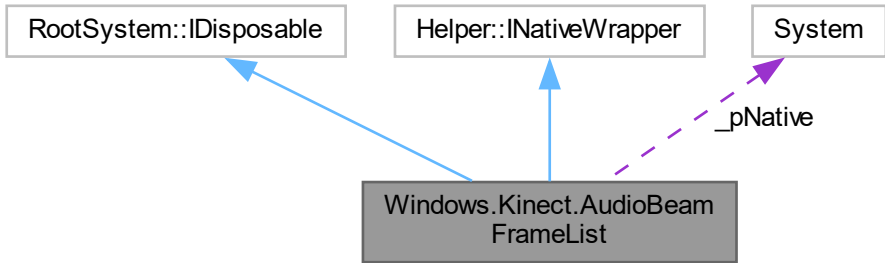 RootSystem::IDisposable
Helper::INativeWrapper
System
_pNative
Windows.Kinect.AudioBeam
FrameList